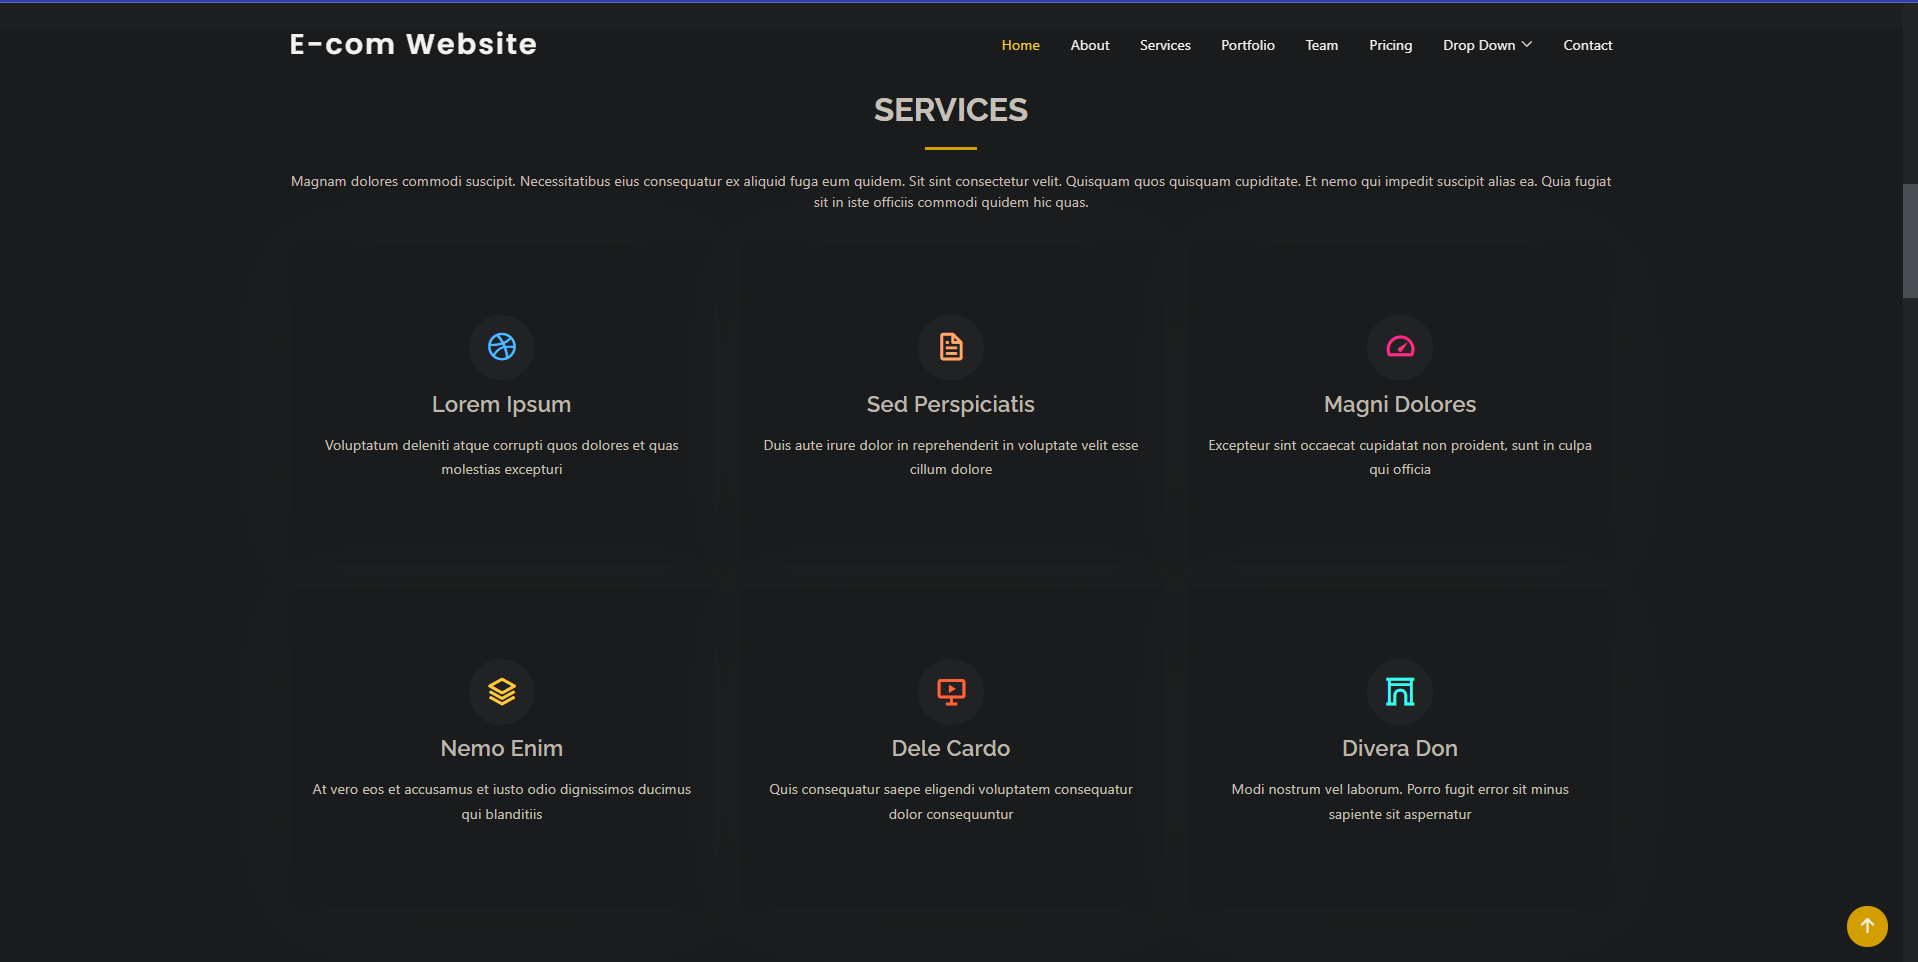 E-com Website
Home About Services Portfolio Team Pricing Drop Down Contact
SERVICES
Magnam dolores commodi suscipit. Necessitatibus eius consequatur ex aliquid fuga eum quidem. Sit sint consectetur velit. Quisquam quos quisquam cupiditate. Et nemo qui impedit suscipit alias ea. Quia fugiat
sit in iste officiis commodi quidem hic quas.
Lorem Ipsum
Voluptatum deleniti atque corrupti quos dolores et quas
molestias excepturi
Sed Perspiciatis
Duis aute irure dolor in reprehenderit in voluptate velit esse
cillum dolore
Magni Dolores
Excepteur sint occaecat cupidatat non proident, sunt in culpa
qui officia
Nemo Enim
At vero eos et accusamus et iusto odio dignissimos ducimus
qui blanditiis
Dele Cardo
Quis consequatur saepe eligendi voluptatem consequatur
dolor consequuntur
Divera Don
Modi nostrum vel laborum. Porro fugit error sit minus
sapiente sit aspernatur